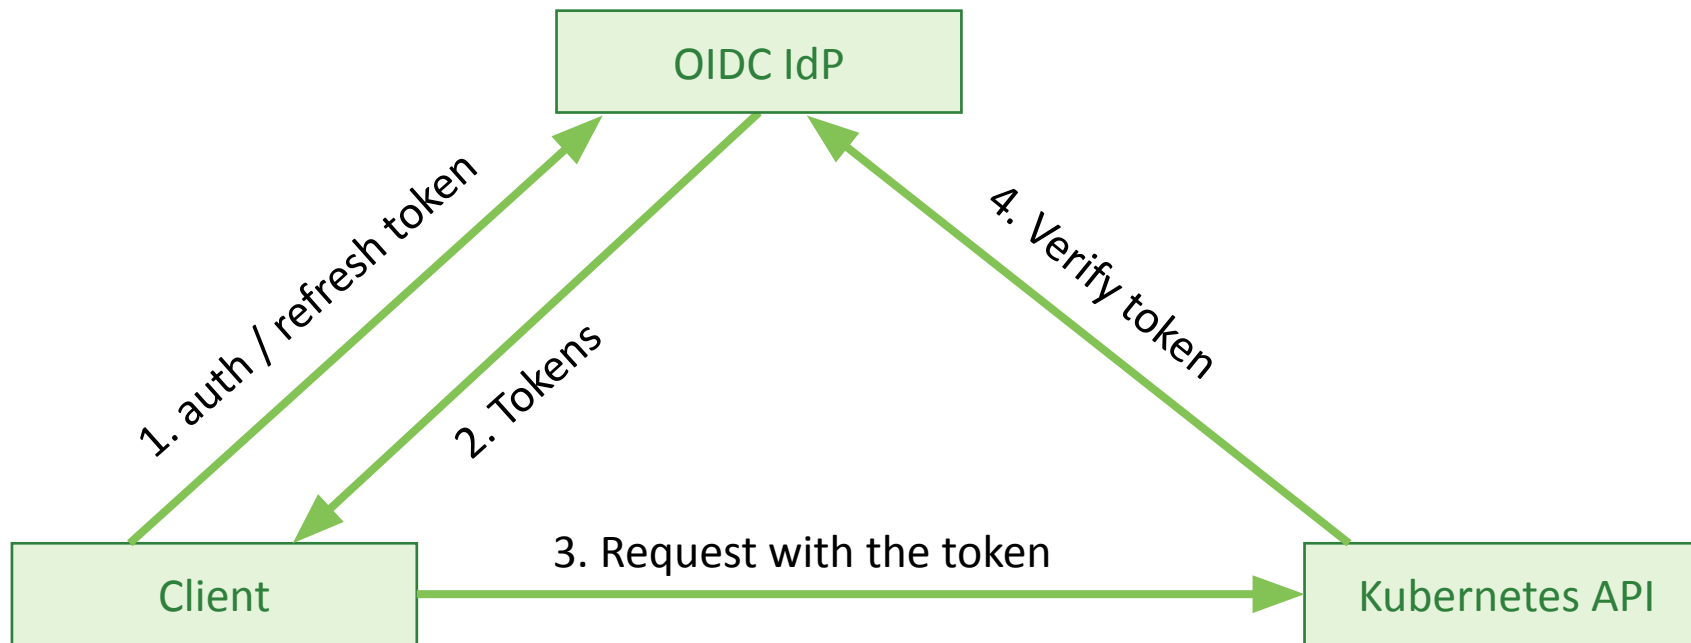 OIDC IdP
1. auth / refresh token
2. Tokens
4. Verify token
3. Request with the token
Client
Kubernetes API